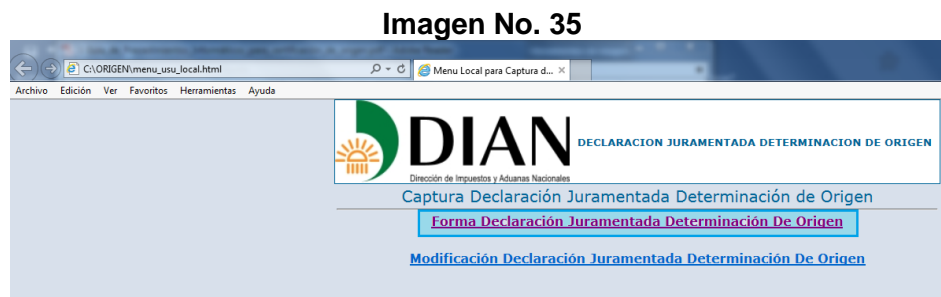 Imagen No. 35
C:\ORIGEN\menu_usu_local.html
Menu Local para Captura d...
Archivo Edición Ver Favoritos Herramientas Ayuda
DIAN
Dirección de Impuestos y Aduanas Nacionales
DECLARACION JURAMENTADA DETERMINACION DE ORIGEN
Captura Declaración Juramentada Determinación de Origen
Forma Declaración Juramentada Determinación De Origen
Modificación Declaración Juramentada Determinación De Origen